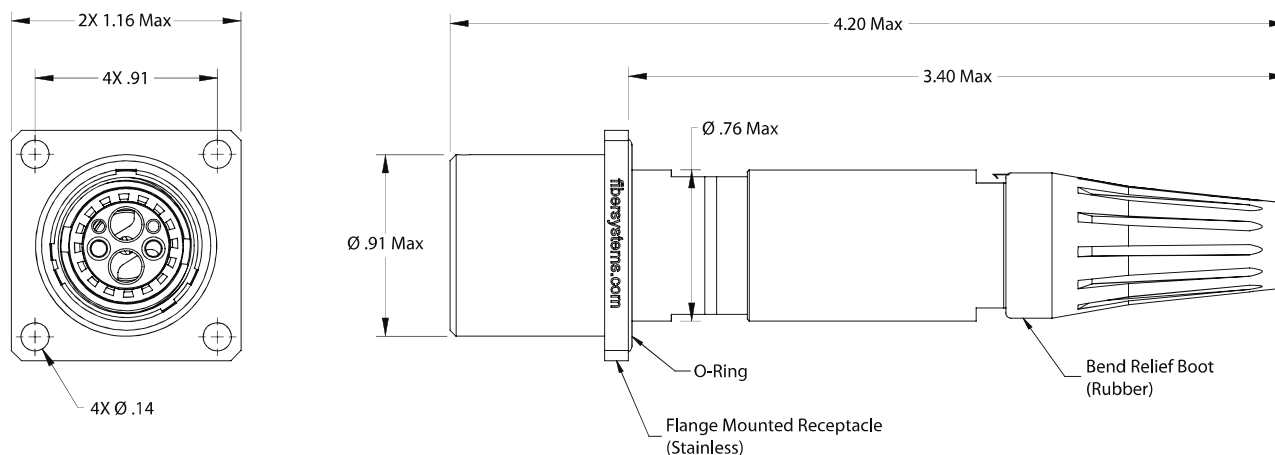 2X 1.16 Max
4X .91
4X Ø .14
4.20 Max
3.40 Max
Ø .76 Max
Ø .91 Max
fibersystems.com
O-Ring
Flange Mounted Receptacle
(Stainless)
Bend Relief Boot
(Rubber)